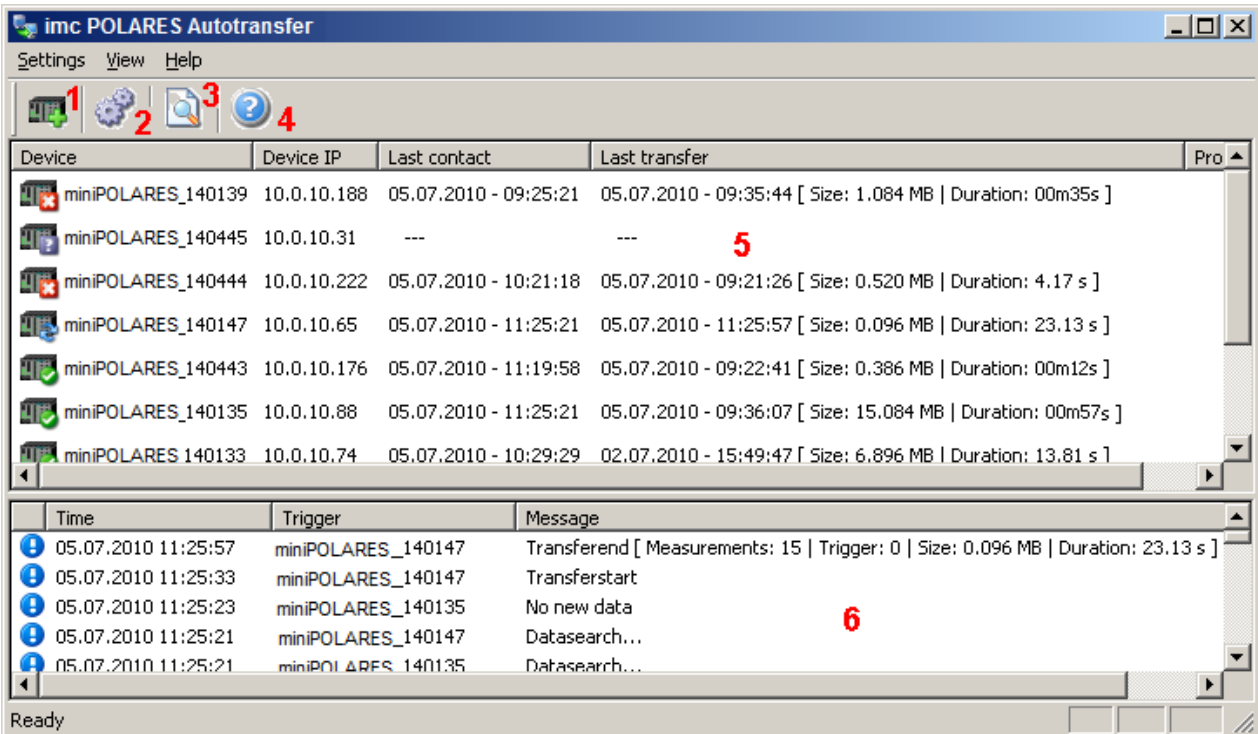 imc POLARES Autotransfer
Settings View Help
1 2 3 4
Device Device IP Last contact Last transfer Pro
miniPOLARES_140139 10.0.10.188 05.07.2010 - 09:25:21 05.07.2010 - 09:35:44 [ Size: 1.084 MB | Duration: 00m35s ]
miniPOLARES_140445 10.0.10.31 --- --- 5
miniPOLARES_140444 10.0.10.222 05.07.2010 - 10:21:18 05.07.2010 - 09:21:26 [ Size: 0.520 MB | Duration: 4.17 s ]
miniPOLARES_140147 10.0.10.65 05.07.2010 - 11:25:21 05.07.2010 - 11:25:57 [ Size: 0.096 MB | Duration: 23.13 s ]
miniPOLARES_140443 10.0.10.176 05.07.2010 - 11:19:58 05.07.2010 - 09:22:41 [ Size: 0.386 MB | Duration: 00m12s ]
miniPOLARES_140135 10.0.10.88 05.07.2010 - 11:25:21 05.07.2010 - 09:36:07 [ Size: 15.084 MB | Duration: 00m57s ]
miniPOLARES 140133 10.0.10.74 05.07.2010 - 10:29:29 02.07.2010 - 15:49:47 [ Size: 6.896 MB | Duration: 13.81 s ]
Time Trigger Message
05.07.2010 11:25:57 miniPOLARES_140147 Transferend [ Measurements: 15 | Trigger: 0 | Size: 0.096 MB | Duration: 23.13 s ]
05.07.2010 11:25:33 miniPOLARES_140147 Transferstart
05.07.2010 11:25:23 miniPOLARES_140135 No new data 6
05.07.2010 11:25:21 miniPOLARES_140147 Datasearch...
05.07.2010 11:25:21 miniPOLARES 140135 Datasearch...
Ready